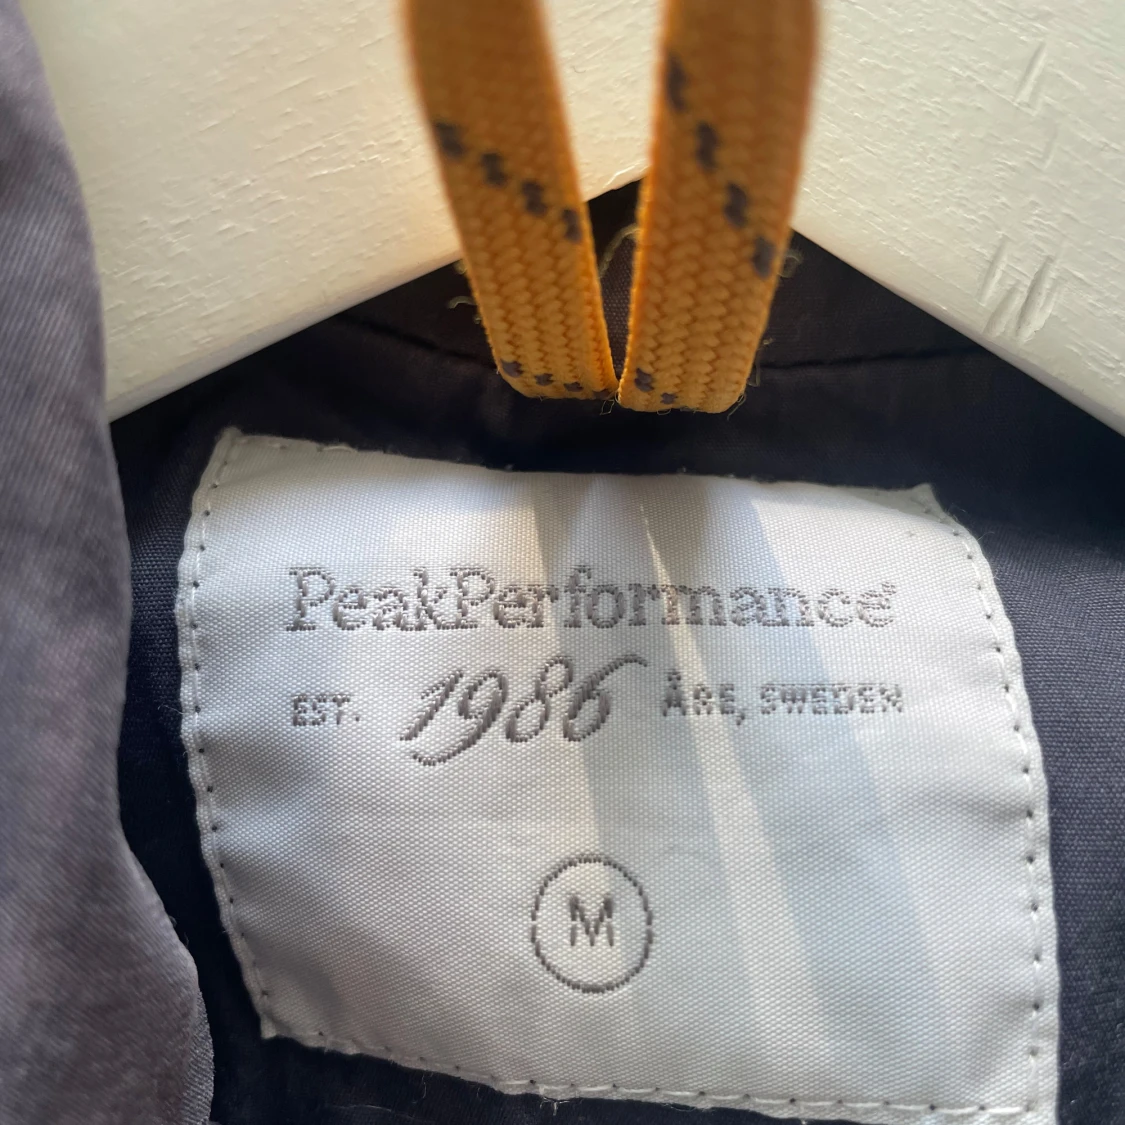 PeakPerformance®
EST. 1986 ÅRE, SWEDEN
M